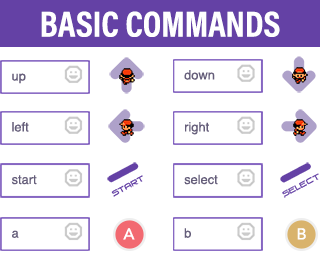 BASIC COMMANDS
up
down
left
right
start
START
select
SELECT
a
A
b
B